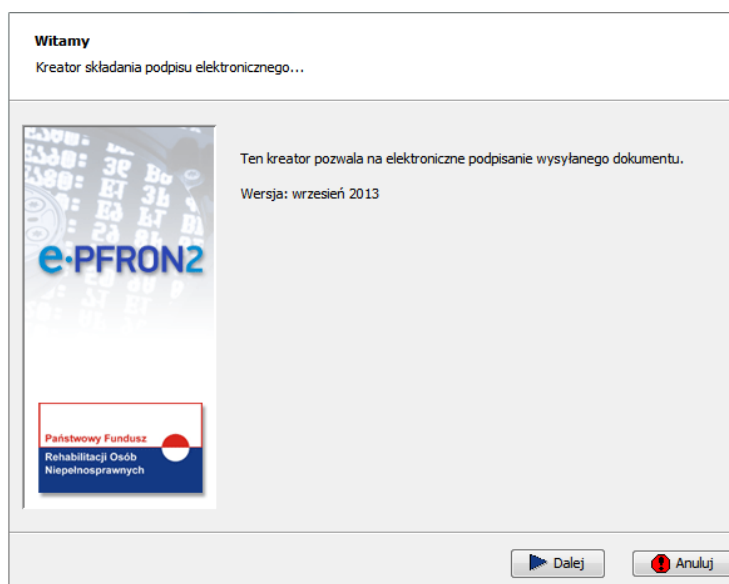 Witamy
Kreator składania podpisu elektronicznego...
Ten kreator pozwala na elektroniczne podpisanie wysyłanego dokumentu.
Wersja: wrzesień 2013
e·PFRON2
Państwowy Fundusz
Rehabilitacji Osób
Niepełnosprawnych
Dalej
Anuluj